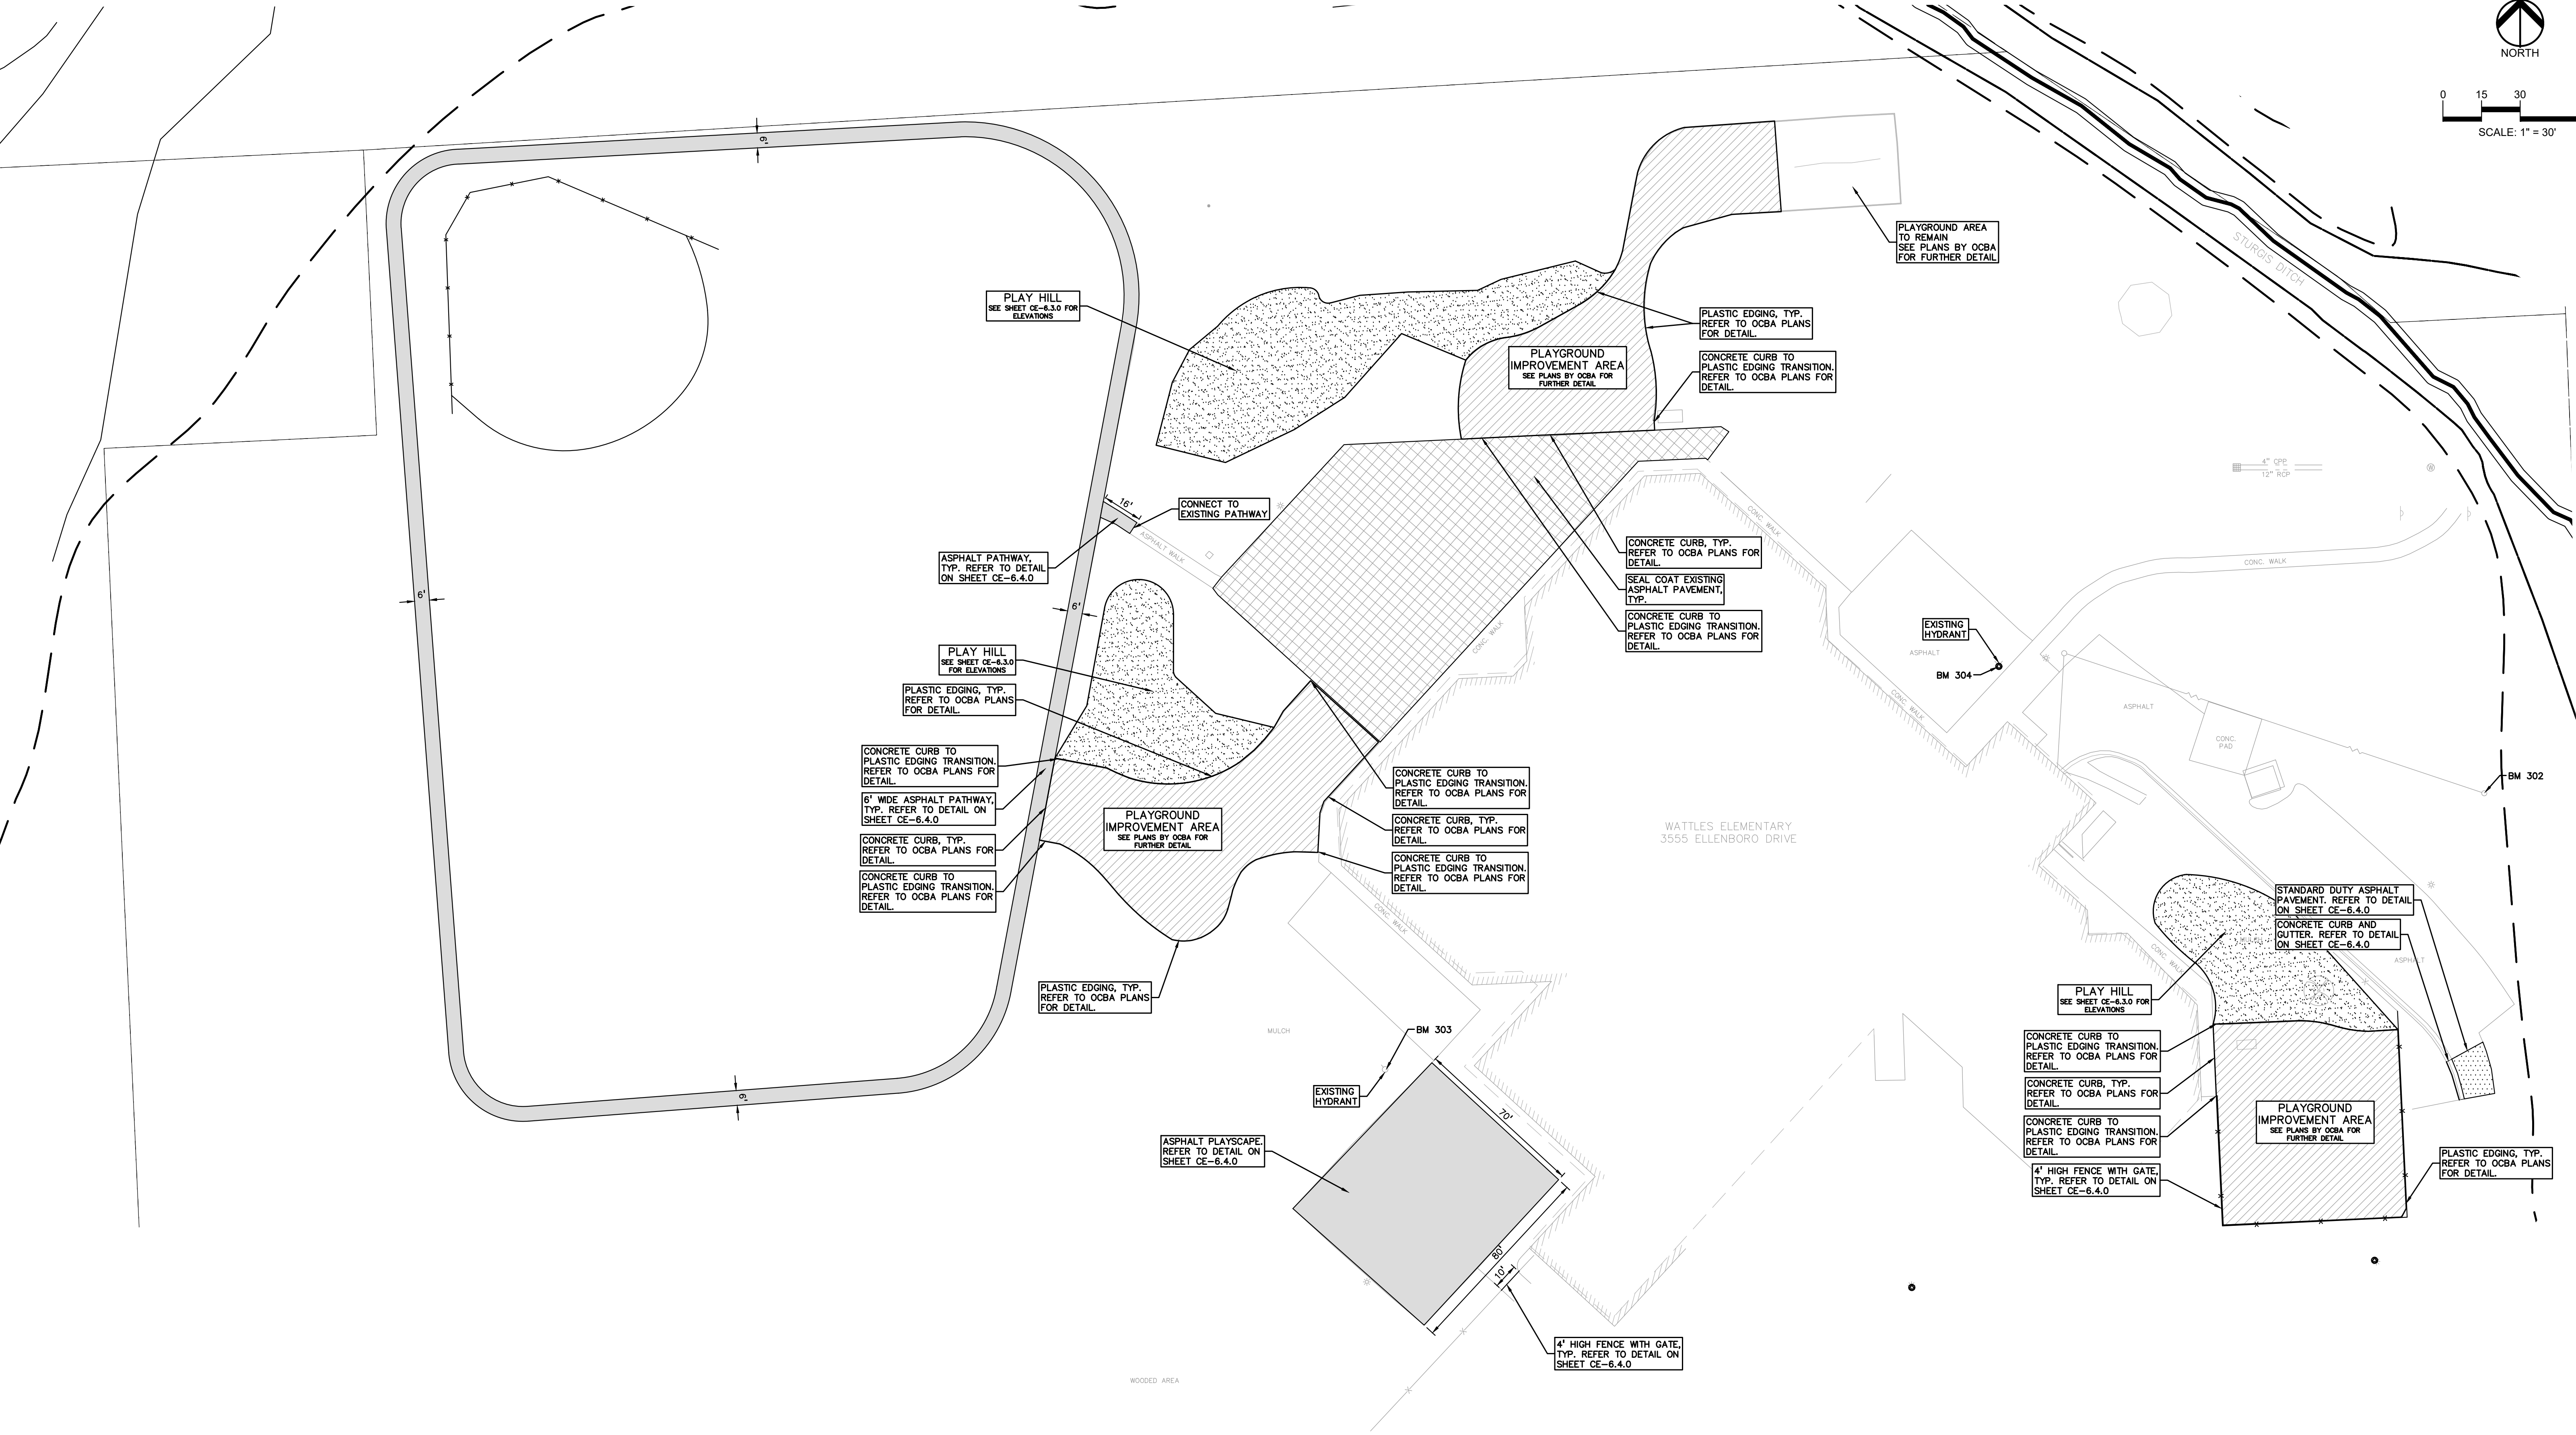 NORTH
0 15 30
SCALE: 1" = 30'
6'
PLAYGROUND AREA
TO REMAIN
SEE PLANS BY OCBA
FOR FURTHER DETAIL
STURGIS DITCH
PLAY HILL
SEE SHEET CE-6.3.0 FOR
ELEVATIONS
PLASTIC EDGING, TYP.
REFER TO OCBA PLANS
FOR DETAIL.
PLAYGROUND
IMPROVEMENT AREA
SEE PLANS BY OCBA FOR
FURTHER DETAIL
CONCRETE CURB TO
PLASTIC EDGING TRANSITION.
REFER TO OCBA PLANS FOR
DETAIL.
4" CPP
12" RCP
W
16'
CONNECT TO
EXISTING PATHWAY
ASPHALT WALK
CONC. WALK
ASPHALT PATHWAY,
TYP. REFER TO DETAIL
ON SHEET CE-6.4.0
CONCRETE CURB, TYP.
REFER TO OCBA PLANS FOR
DETAIL.
SEAL COAT EXISTING
ASPHALT PAVEMENT,
TYP.
CONCRETE CURB TO
PLASTIC EDGING TRANSITION.
REFER TO OCBA PLANS FOR
DETAIL.
CONC. WALK
6'
6'
CONC. WALK
EXISTING
HYDRANT
ASPHALT
BM 304
CONC. WALK
PLAY HILL
SEE SHEET CE-6.3.0
FOR ELEVATIONS
PLASTIC EDGING, TYP.
REFER TO OCBA PLANS
FOR DETAIL.
ASPHALT
CONC.
PAD
BM 302
CONCRETE CURB TO
PLASTIC EDGING TRANSITION.
REFER TO OCBA PLANS FOR
DETAIL.
6' WIDE ASPHALT PATHWAY,
TYP. REFER TO DETAIL ON
SHEET CE-6.4.0
CONCRETE CURB, TYP.
REFER TO OCBA PLANS FOR
DETAIL.
CONCRETE CURB TO
PLASTIC EDGING TRANSITION.
REFER TO OCBA PLANS FOR
DETAIL.
PLAYGROUND
IMPROVEMENT AREA
SEE PLANS BY OCBA FOR
FURTHER DETAIL
CONCRETE CURB TO
PLASTIC EDGING TRANSITION.
REFER TO OCBA PLANS FOR
DETAIL.
CONCRETE CURB, TYP.
REFER TO OCBA PLANS FOR
DETAIL.
CONCRETE CURB TO
PLASTIC EDGING TRANSITION.
REFER TO OCBA PLANS FOR
DETAIL.
WATTLES ELEMENTARY
3555 ELLENBORO DRIVE
CONC. WALK
STANDARD DUTY ASPHALT
PAVEMENT. REFER TO DETAIL
ON SHEET CE-6.4.0
CONCRETE CURB AND
GUTTER. REFER TO DETAIL
ON SHEET CE-6.4.0
CONC. WALK
ASPHALT
PLASTIC EDGING, TYP.
REFER TO OCBA PLANS
FOR DETAIL.
PLAY HILL
SEE SHEET CE-6.3.0 FOR
ELEVATIONS
MULCH
BM 303
EXISTING
HYDRANT
CONCRETE CURB TO
PLASTIC EDGING TRANSITION.
REFER TO OCBA PLANS FOR
DETAIL.
CONCRETE CURB, TYP.
REFER TO OCBA PLANS FOR
DETAIL.
CONCRETE CURB TO
PLASTIC EDGING TRANSITION.
REFER TO OCBA PLANS FOR
DETAIL.
4' HIGH FENCE WITH GATE,
TYP. REFER TO DETAIL ON
SHEET CE-6.4.0
PLAYGROUND
IMPROVEMENT AREA
SEE PLANS BY OCBA FOR
FURTHER DETAIL
PLASTIC EDGING, TYP.
REFER TO OCBA PLANS
FOR DETAIL.
6'
ASPHALT PLAYSCAPE.
REFER TO DETAIL ON
SHEET CE-6.4.0
70'
80'
10'
4' HIGH FENCE WITH GATE,
TYP. REFER TO DETAIL ON
SHEET CE-6.4.0
WOODED AREA